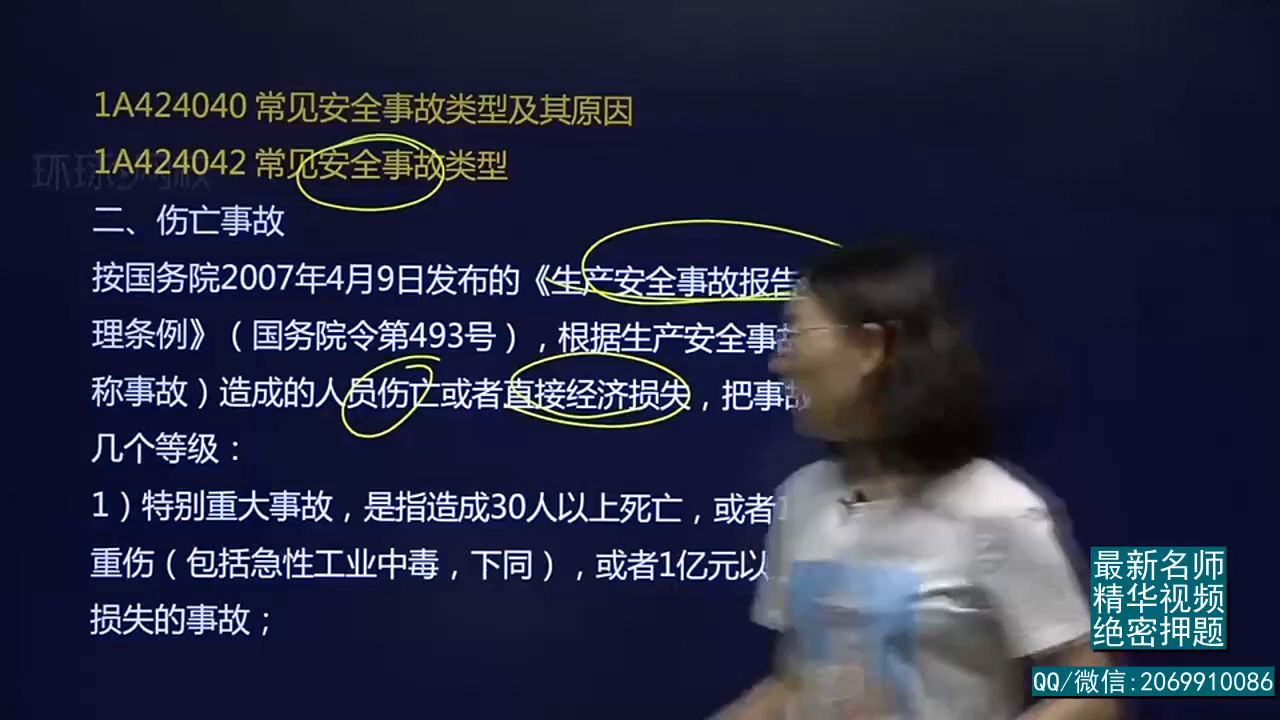 1A424040 常见安全事故类型及其原因
1A424042 常见安全事故类型
二、伤亡事故
按国务院2007年4月9日发布的《生产安全事故报告
理条例》（国务院令第493号），根据生产安全事故
称事故）造成的人员伤亡或者直接经济损失，把事故
几个等级：
1）特别重大事故，是指造成30人以上死亡，或者1
重伤（包括急性工业中毒，下同），或者1亿元以
损失的事故；
最新名师
精华视频
绝密押题
QQ/微信:2069910086